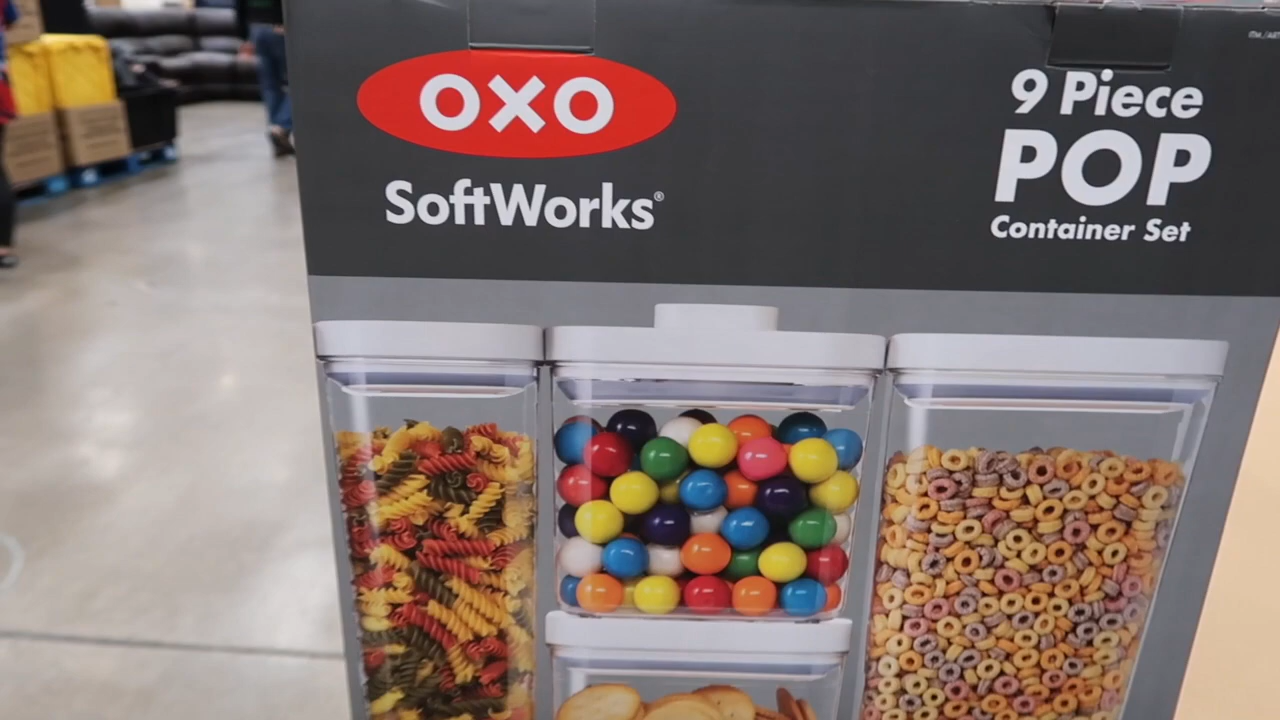 OXO
SoftWorks®
9 Piece
POP
Container Set